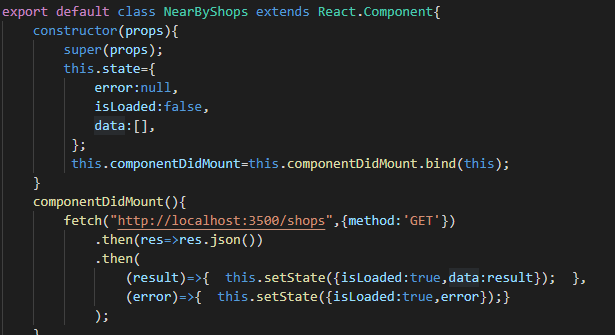 export default class NearByShops extends React.Component{
    constructor(props){
        super(props);
        this.state={
            error:null,
            isLoaded:false,
            data:[],
         };
         this.componentDidMount=this.componentDidMount.bind(this);
    }
    componentDidMount(){
        fetch("http://localhost:3500/shops",{method:'GET'})
            .then(res=>res.json())
            .then(
                (result)=>{  this.setState({isLoaded:true,data:result});  },
                (error)=>{  this.setState({isLoaded:true,error});}
            );
    }